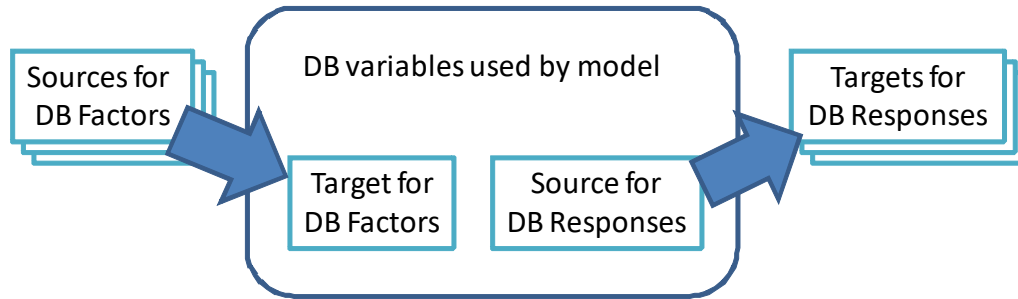 Sources for
DB Factors
DB variables used by model
Targets for
DB Responses
Target for
DB Factors
Source for
DB Responses